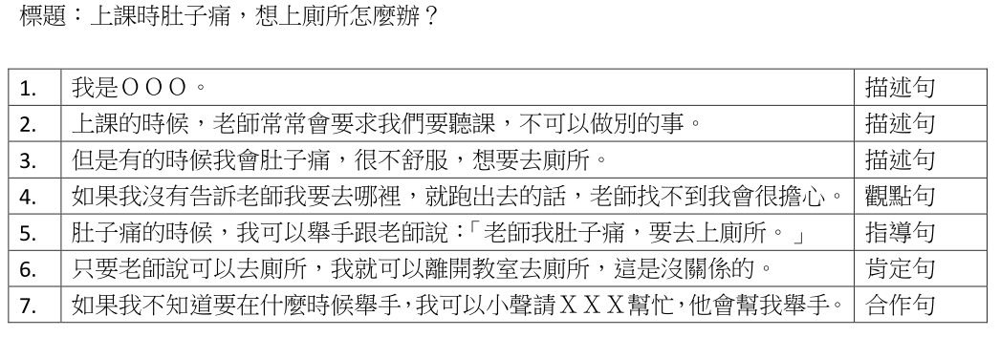 標題：上課時肚子痛，想上廁所怎麼辦？
1. 我是ＯＯＯ。 描述句
2. 上課的時候，老師常常會要求我們要聽課，不可以做別的事。 描述句
3. 但是有的時候我會肚子痛，很不舒服，想要去廁所。 描述句
4. 如果我沒有告訴老師我要去哪裡，就跑出去的話，老師找不到我會很擔心。 觀點句
5. 肚子痛的時候，我可以舉手跟老師說：「老師我肚子痛，要去上廁所。」 指導句
6. 只要老師說可以去廁所，我就可以離開教室去廁所，這是沒關係的。 肯定句
7. 如果我不知道要在什麼時候舉手，我可以小聲請ＸＸＸ幫忙，他會幫我舉手。 合作句